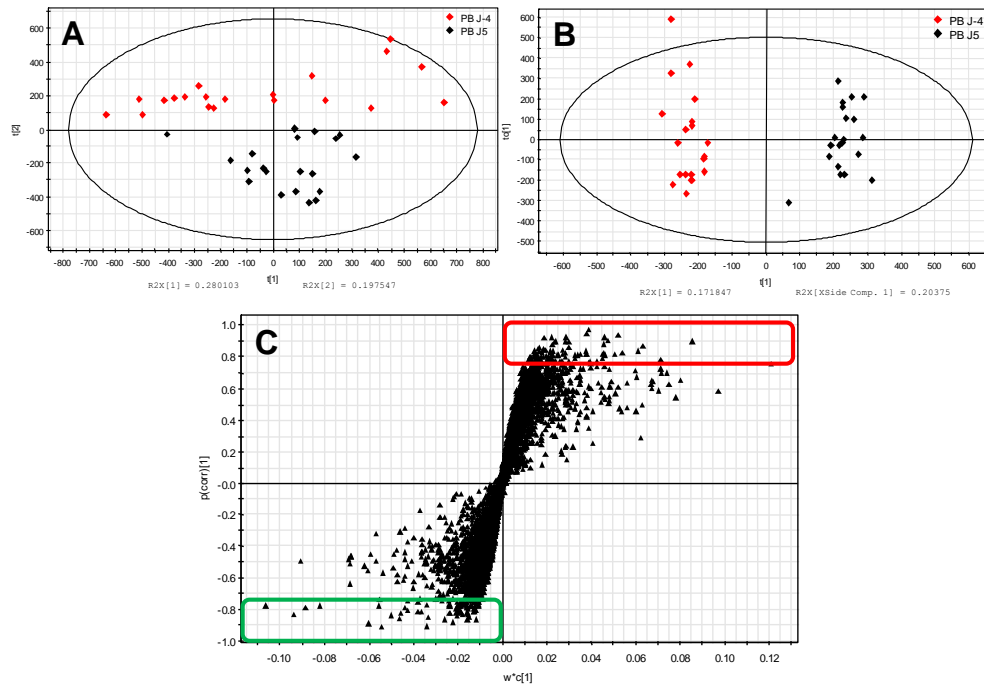 A
PB J-4
PB J5
t[2]
600
400
200
0
-200
-400
-600
-800 -700 -600 -500 -400 -300 -200 -100 0 100 200 300 400 500 600 700 800
t[1]
R2X[1] = 0.280103 R2X[2] = 0.197547
B
PB J-4
PB J5
to[1]
600
500
400
300
200
100
0
-100
-200
-300
-400
-500
-600 -500 -400 -300 -200 -100 0 100 200 300 400 500 600
t[1]
R2X[1] = 0.171847 R2X[XSide Comp. 1] = 0.20375
C
p(corr)[1]
1.0
0.8
0.6
0.4
0.2
-0.0
-0.2
-0.4
-0.6
-0.8
-1.0
-0.10 -0.08 -0.06 -0.04 -0.02 0.00 0.02 0.04 0.06 0.08 0.10 0.12
w*c[1]